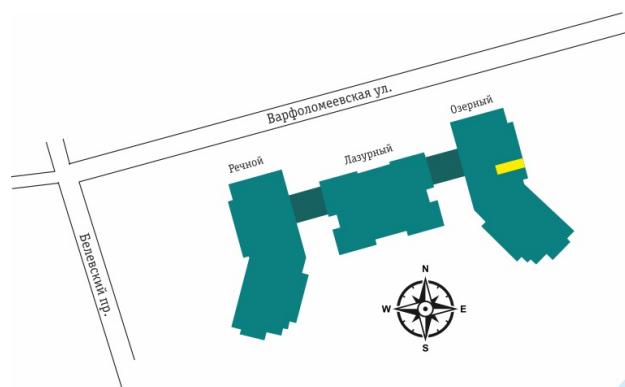 Варфоломеевская ул.
Озерный
Лазурный
Речной
Белевский пр.
N
W E
S